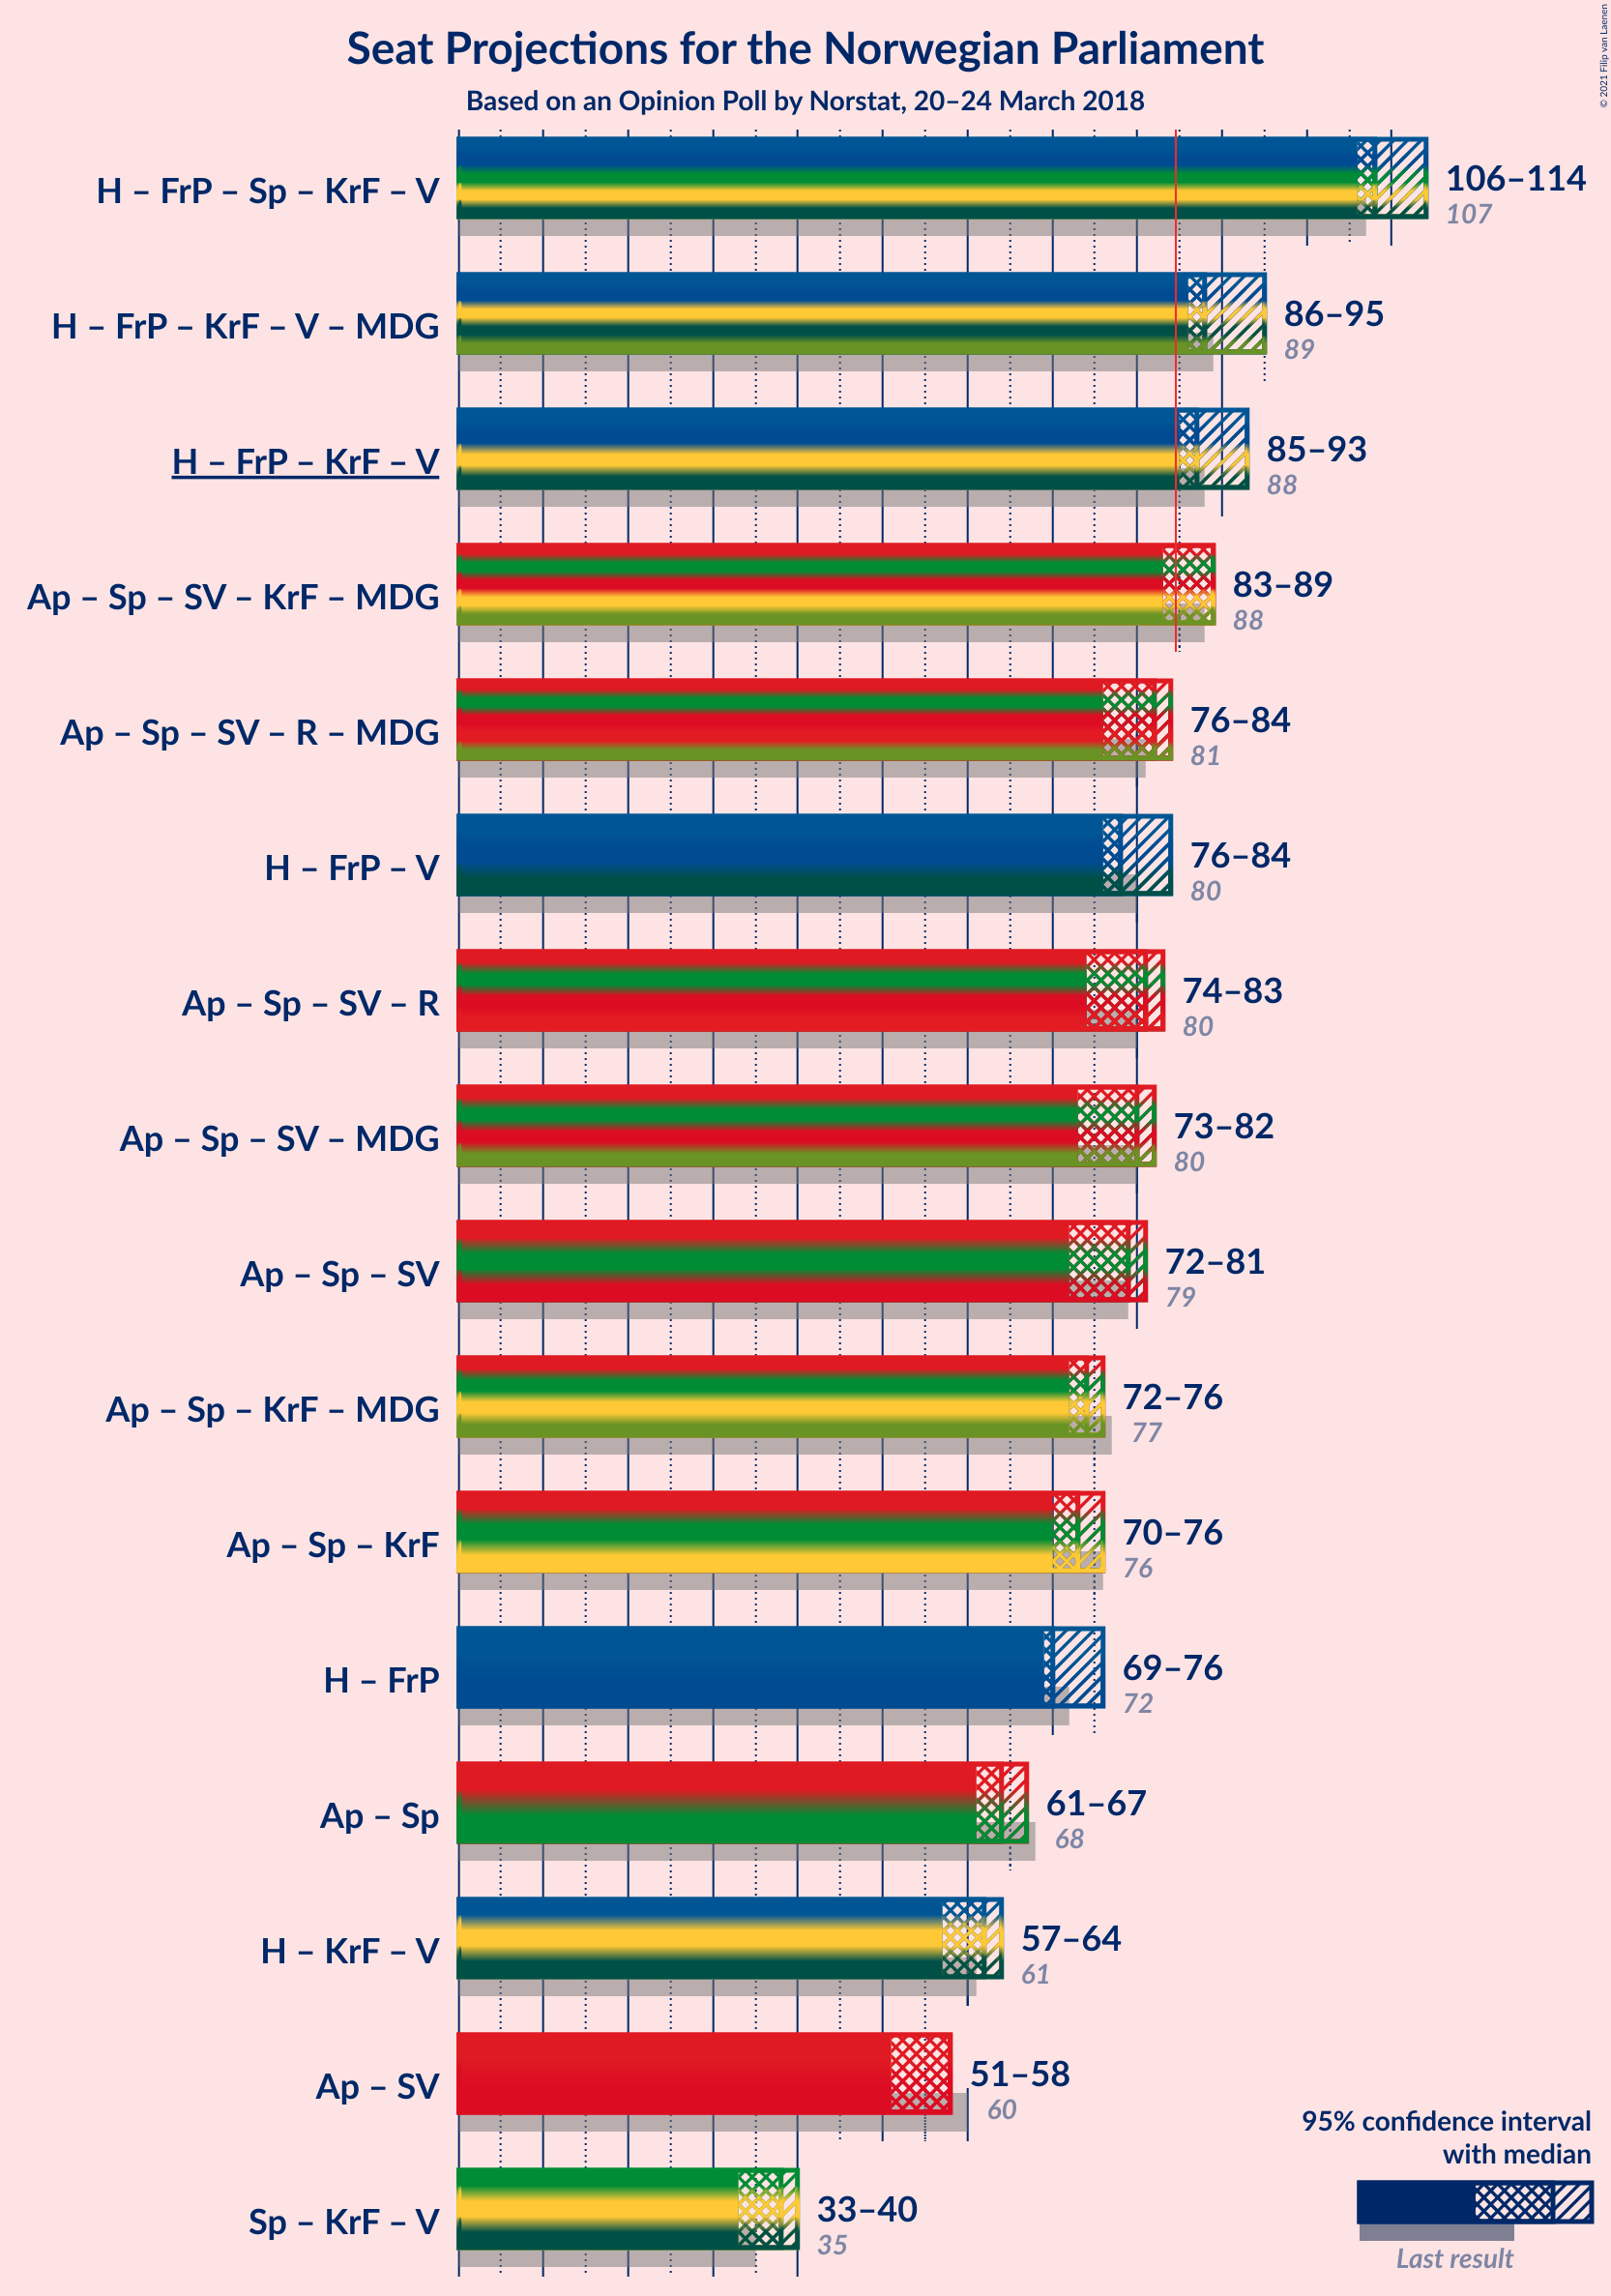 Seat Projections for the Norwegian Parliament
Based on an Opinion Poll by Norstat, 20–24 March 2018
© 2021 Filip van Laenen
H – FrP – Sp – KrF – V
106–114
107
H – FrP – KrF – V – MDG
86–95
89
H – FrP – KrF – V
85–93
88
Ap – Sp – SV – KrF – MDG
83–89
88
Ap – Sp – SV – R – MDG
76–84
81
H – FrP – V
76–84
80
Ap – Sp – SV – R
74–83
80
Ap – Sp – SV – MDG
73–82
80
Ap – Sp – SV
72–81
79
Ap – Sp – KrF – MDG
72–76
77
Ap – Sp – KrF
70–76
76
H – FrP
69–76
72
Ap – Sp
61–67
68
H – KrF – V
57–64
61
Ap – SV
51–58
60
Sp – KrF – V
33–40
35
95% confidence interval
with median
Last result